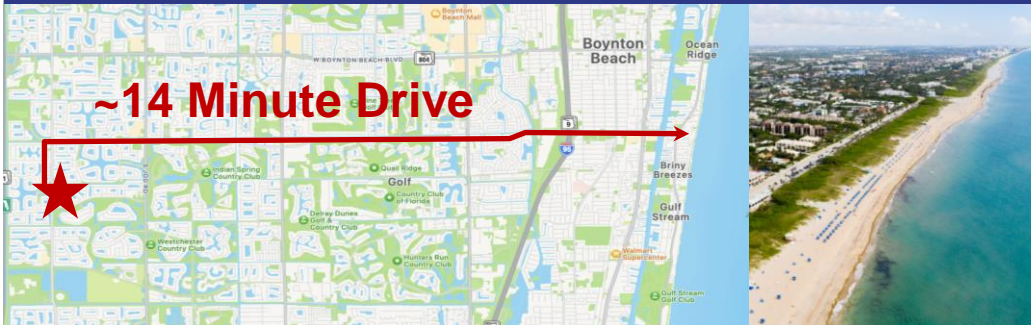 Boynton
Beach Mall
W BOYNTON BEACH BLVD
804
Boynton
Beach
Ocean
Ridge
~14 Minute Drive
9
95
Indian Spring
Country Club
Quail Ridge
Golf
Country Club
of Florida
Briny
Breezes
Delray Dunes
Golf &
Country Club
Gulf
Stream
Westchester
Country Club
Hunters Run
Country Club
Walmart
Supercenter
Gulf Stream
Golf Club